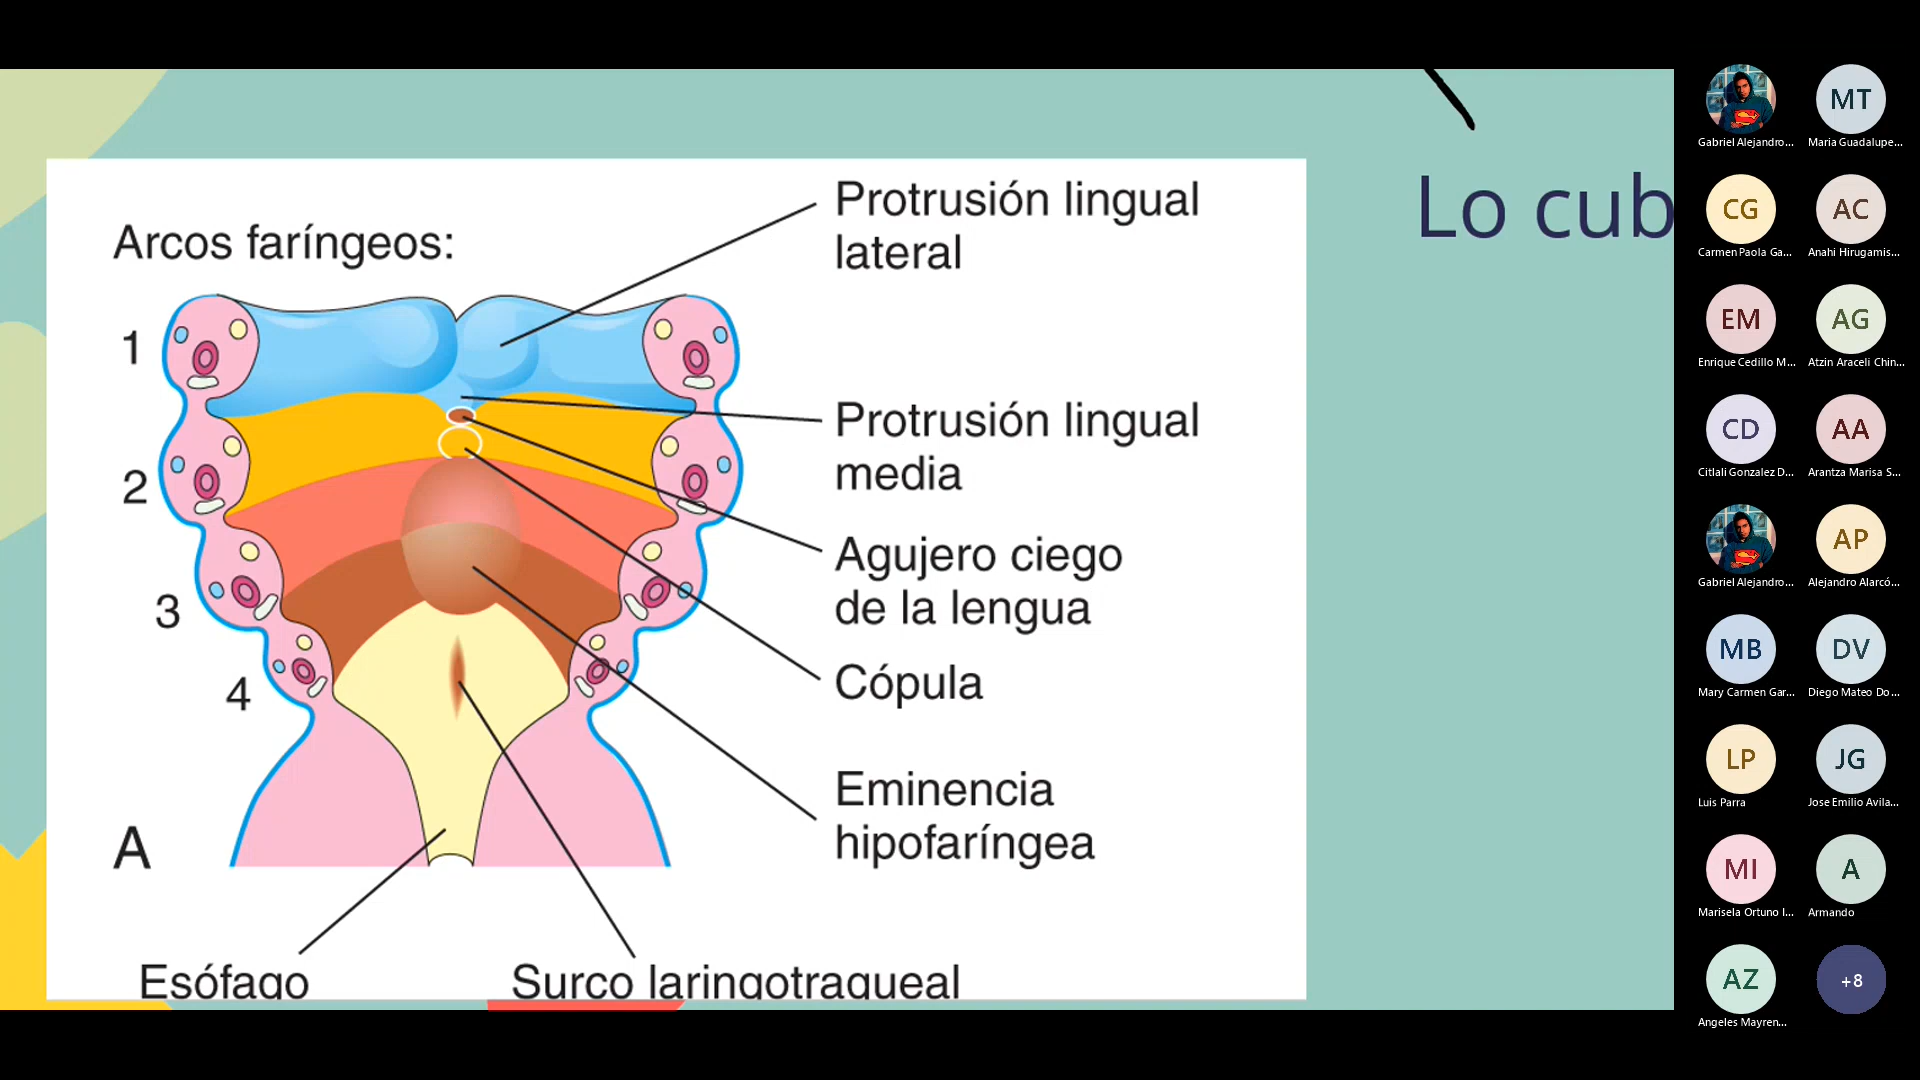 Arcos faríngeos:
1
2
3
4
A
Protrusión lingual
lateral
Protrusión lingual
media
Agujero ciego
de la lengua
Cópula
Eminencia
hipofaríngea
Esófago
Surco laringotraqueal
Lo cub
MT
Gabriel Alejandro...
Maria Guadalupe...
CG
AC
Carmen Paola Ga...
Anahi Hirugamis...
EM
AG
Enrique Cedillo M...
Atzin Araceli Chin...
CD
AA
Citlali Gonzalez D...
Arantza Marisa S...
AP
Gabriel Alejandro...
Alejandro Alarcó...
MB
DV
Mary Carmen Gar...
Diego Mateo Do...
LP
JG
Luis Parra
Jose Emilio Avila...
MI
A
Marisela Ortuno I...
Armando
AZ
+8
Angeles Mayren...